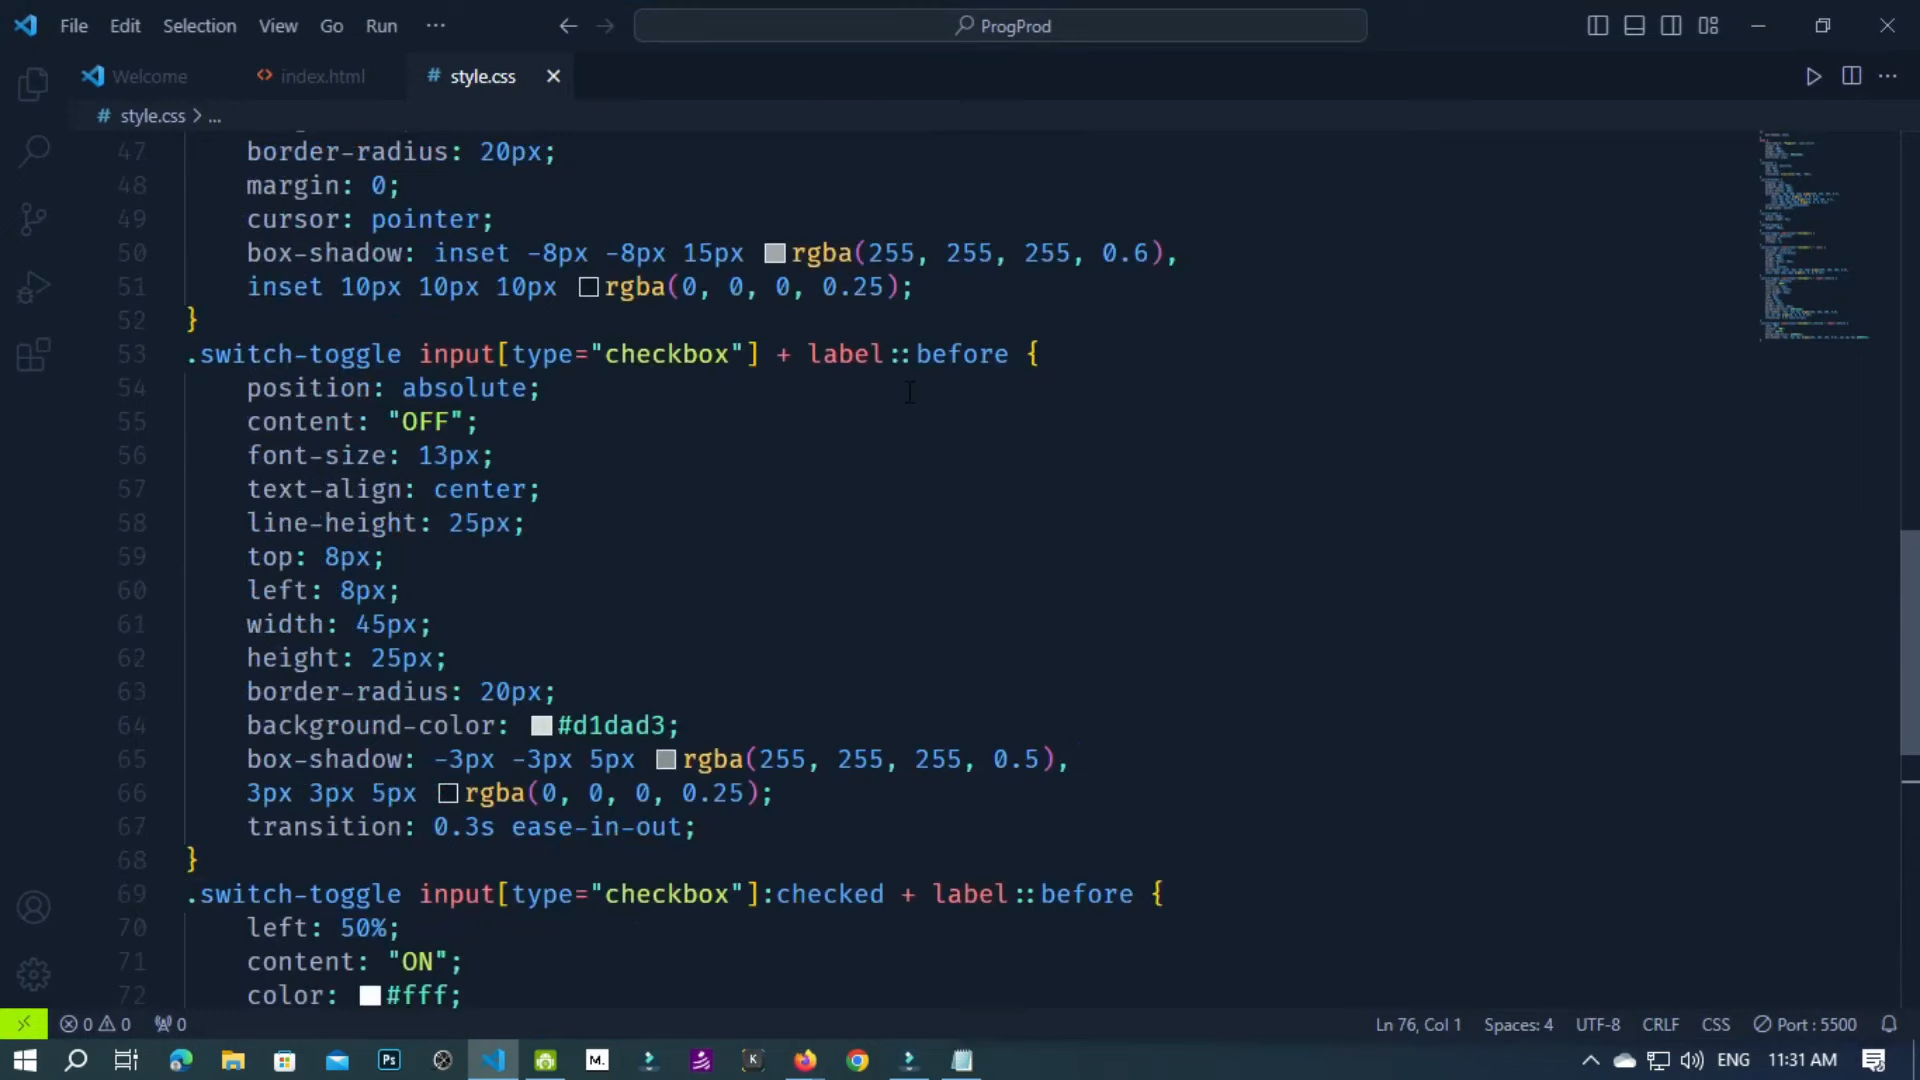 File Edit Selection View Go Run ···
ProgProd
Welcome index.html # style.css
# style.css > ...
47 border-radius: 20px;
48 margin: 0;
49 cursor: pointer;
50 box-shadow: inset -8px -8px 15px rgba(255, 255, 255, 0.6),
51 inset 10px 10px 10px rgba(0, 0, 0, 0.25);
52 }
53 .switch-toggle input[type="checkbox"] + label::before {
54 position: absolute;
55 content: "OFF";
56 font-size: 13px;
57 text-align: center;
58 line-height: 25px;
59 top: 8px;
60 left: 8px;
61 width: 45px;
62 height: 25px;
63 border-radius: 20px;
64 background-color: #d1dad3;
65 box-shadow: -3px -3px 5px rgba(255, 255, 255, 0.5),
66 3px 3px 5px rgba(0, 0, 0, 0.25);
67 transition: 0.3s ease-in-out;
68 }
69 .switch-toggle input[type="checkbox"]:checked + label::before {
70 left: 50%;
71 content: "ON";
72 color: #fff;
0 0 0 Ln 76, Col 1 Spaces: 4 UTF-8 CRLF CSS Port : 5500
Ps M. K ENG 11:31 AM